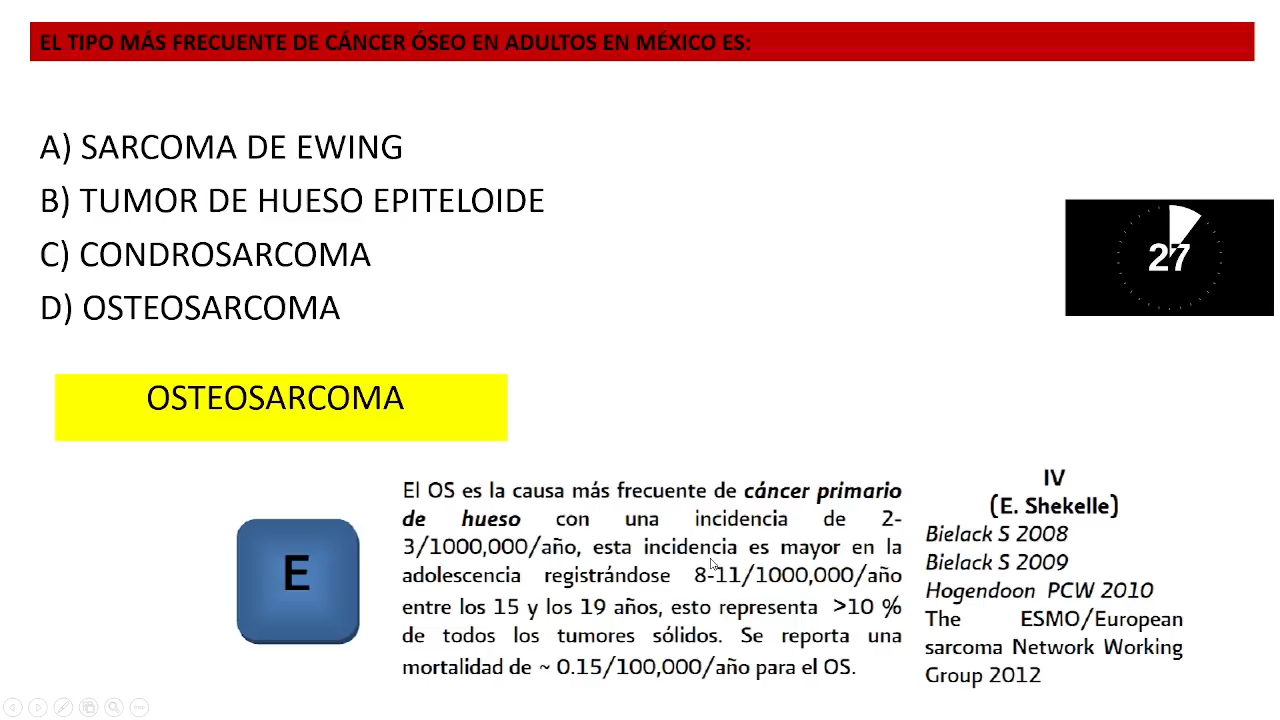 EL TIPO MÁS FRECUENTE DE CÁNCER ÓSEO EN ADULTOS EN MÉXICO ES:
A) SARCOMA DE EWING
B) TUMOR DE HUESO EPITELOIDE
C) CONDROSARCOMA
D) OSTEOSARCOMA
27
OSTEOSARCOMA
E
El OS es la causa más frecuente de cáncer primario
de hueso con una incidencia de 2-
3/1000,000/año, esta incidencia es mayor en la
adolescencia registrándose 8-11/1000,000/año
entre los 15 y los 19 años, esto representa >10 %
de todos los tumores sólidos. Se reporta una
mortalidad de ~ 0.15/100,000/año para el OS.
IV
(E. Shekelle)
Bielack S 2008
Bielack S 2009
Hogendoon PCW 2010
The ESMO/European
sarcoma Network Working
Group 2012